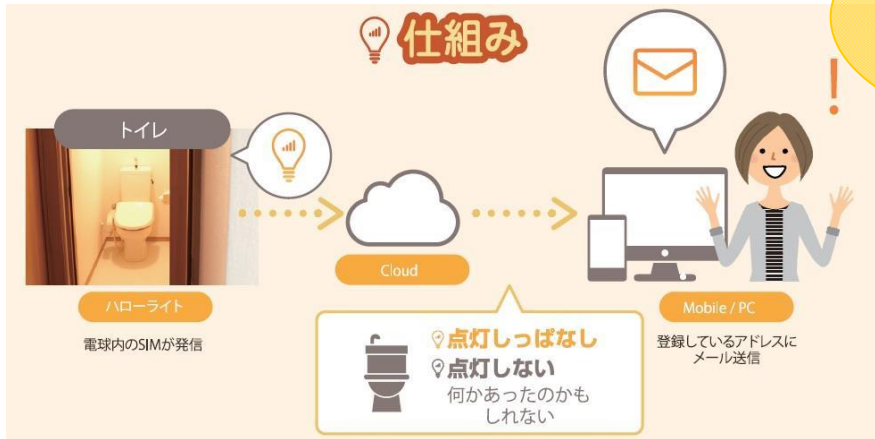 仕組み
トイレ
ハローライト
電球内のSIMが発信
Cloud
点灯しっぱなし
点灯しない
何かあったのかも
しれない
!
Mobile / PC
登録しているアドレスに
メール送信